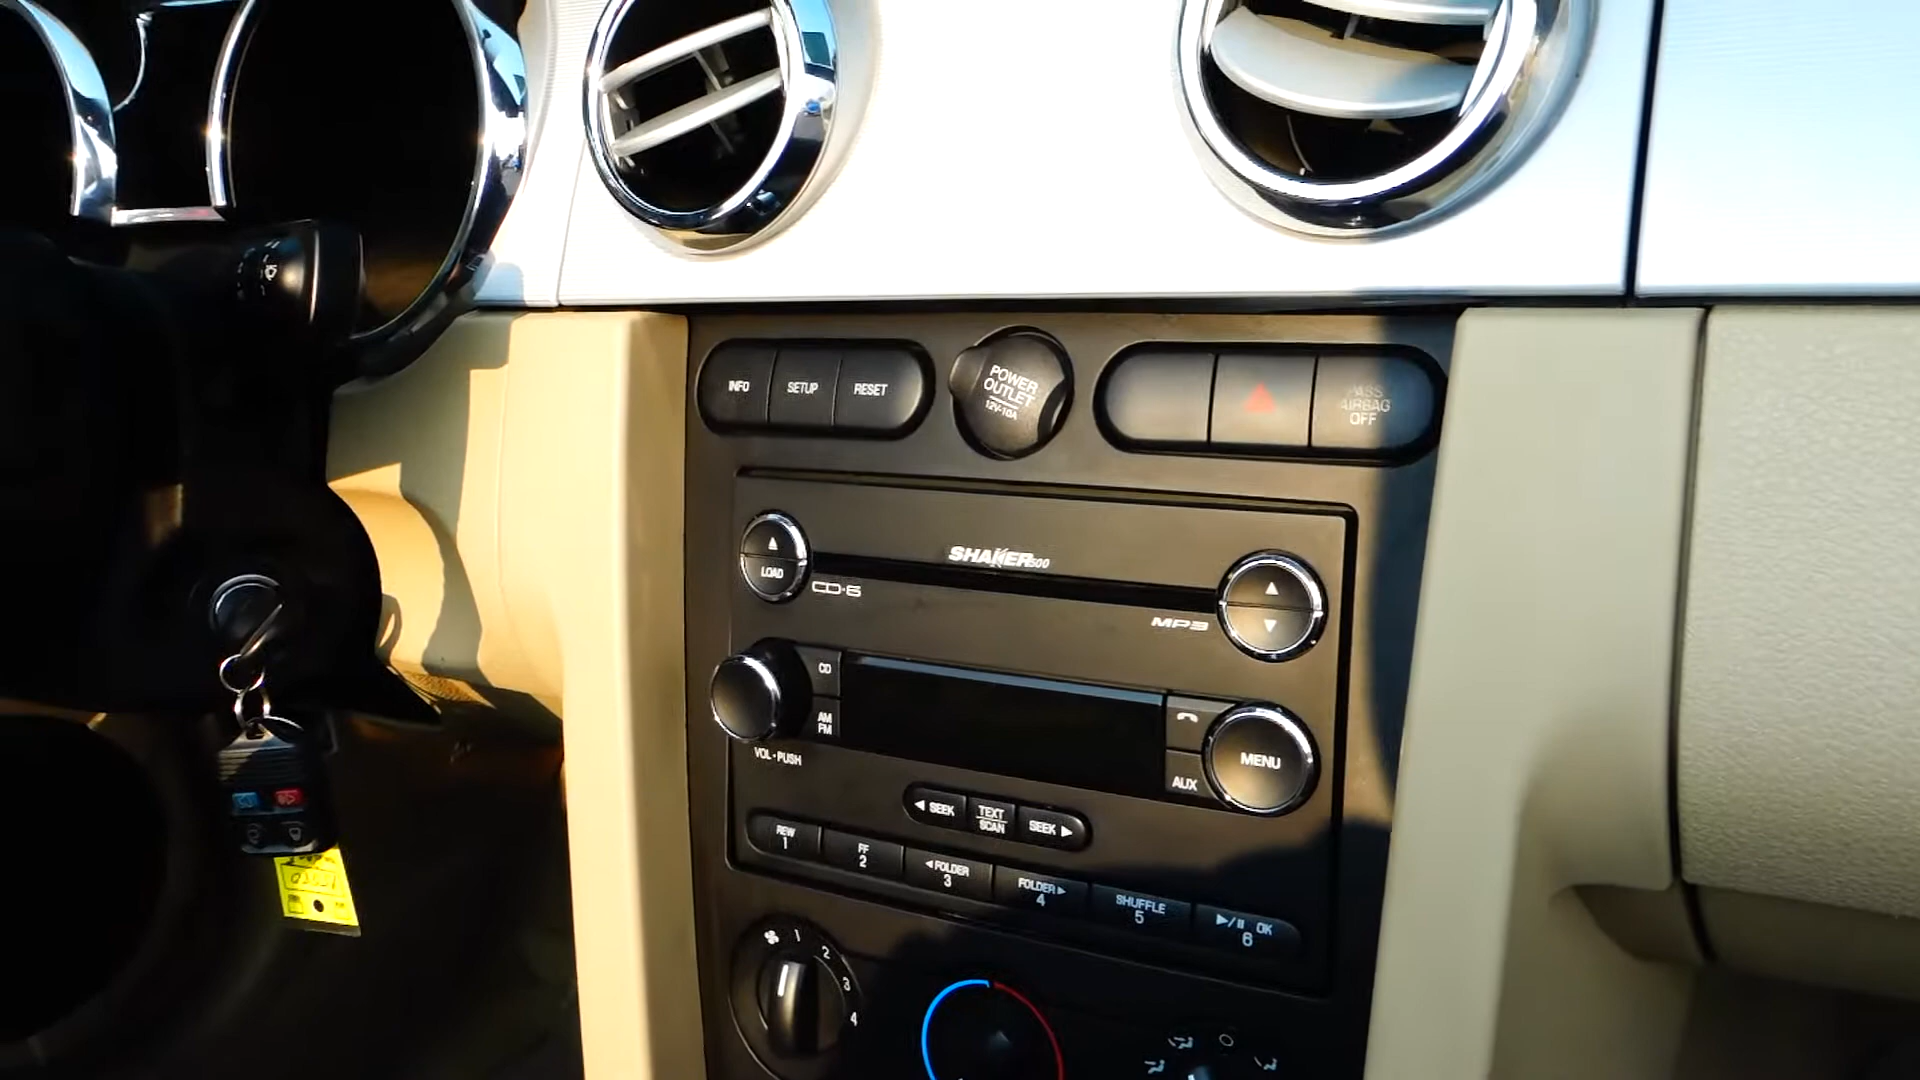 INFO
SETUP
RESET
POWER
OUTLET
12V-10A
PASS
AIRBAG
OFF
LOAD
CD·6
SHAKER500
MP3
CD
AM
FM
VOL•PUSH
AUX
MENU
SEEK
TEXT
SCAN
SEEK
REW
1
FF
2
FOLDER
3
FOLDER
4
SHUFFLE
5
OK
6
1
2
3
4